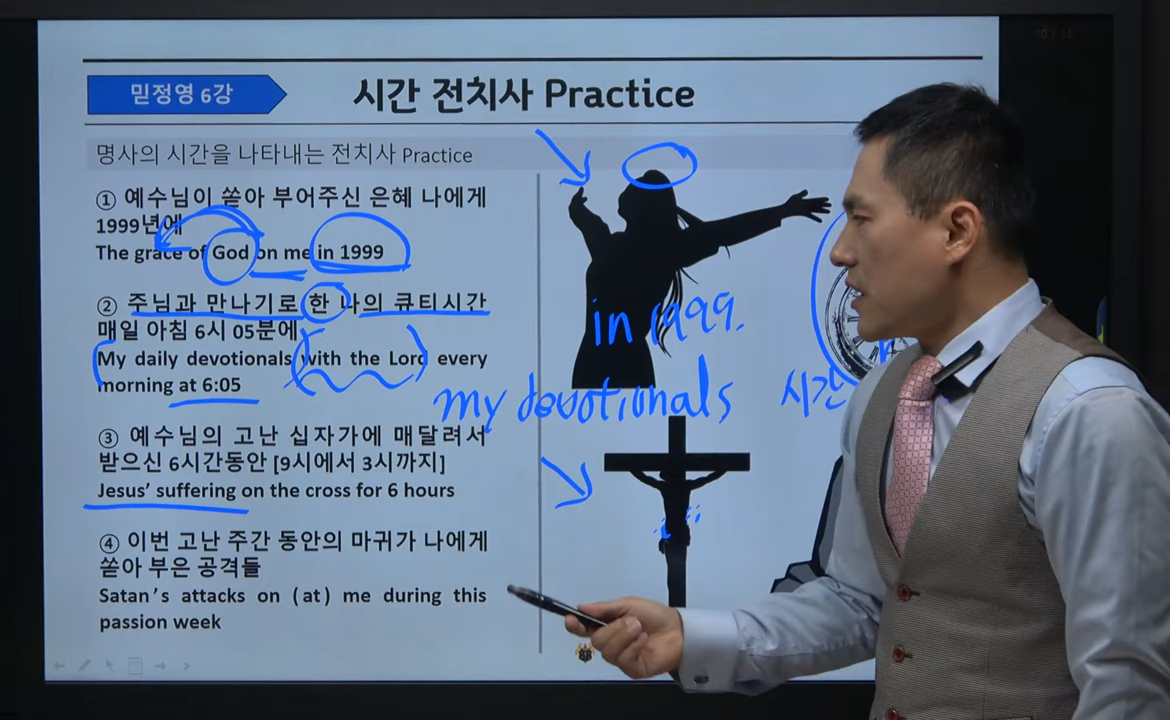 믿정영 6강
시간 전치사 Practice
명사의 시간을 나타내는 전치사 Practice
① 예수님이 쏟아 부어주신 은혜 나에게
1999년에
The grace of God on me in 1999
② 주님과 만나기로 한 나의 큐티시간
매일 아침 6시 05분에
My daily devotionals with the Lord every
morning at 6:05
③ 예수님의 고난 십자가에 매달려서
받으신 6시간동안 [9시에서 3시까지]
Jesus’ suffering on the cross for 6 hours
④ 이번 고난 주간 동안의 마귀가 나에게
쏟아 부은 공격들
Satan’s attacks on (at) me during this
passion week
in 1999.
my devotionals 시간